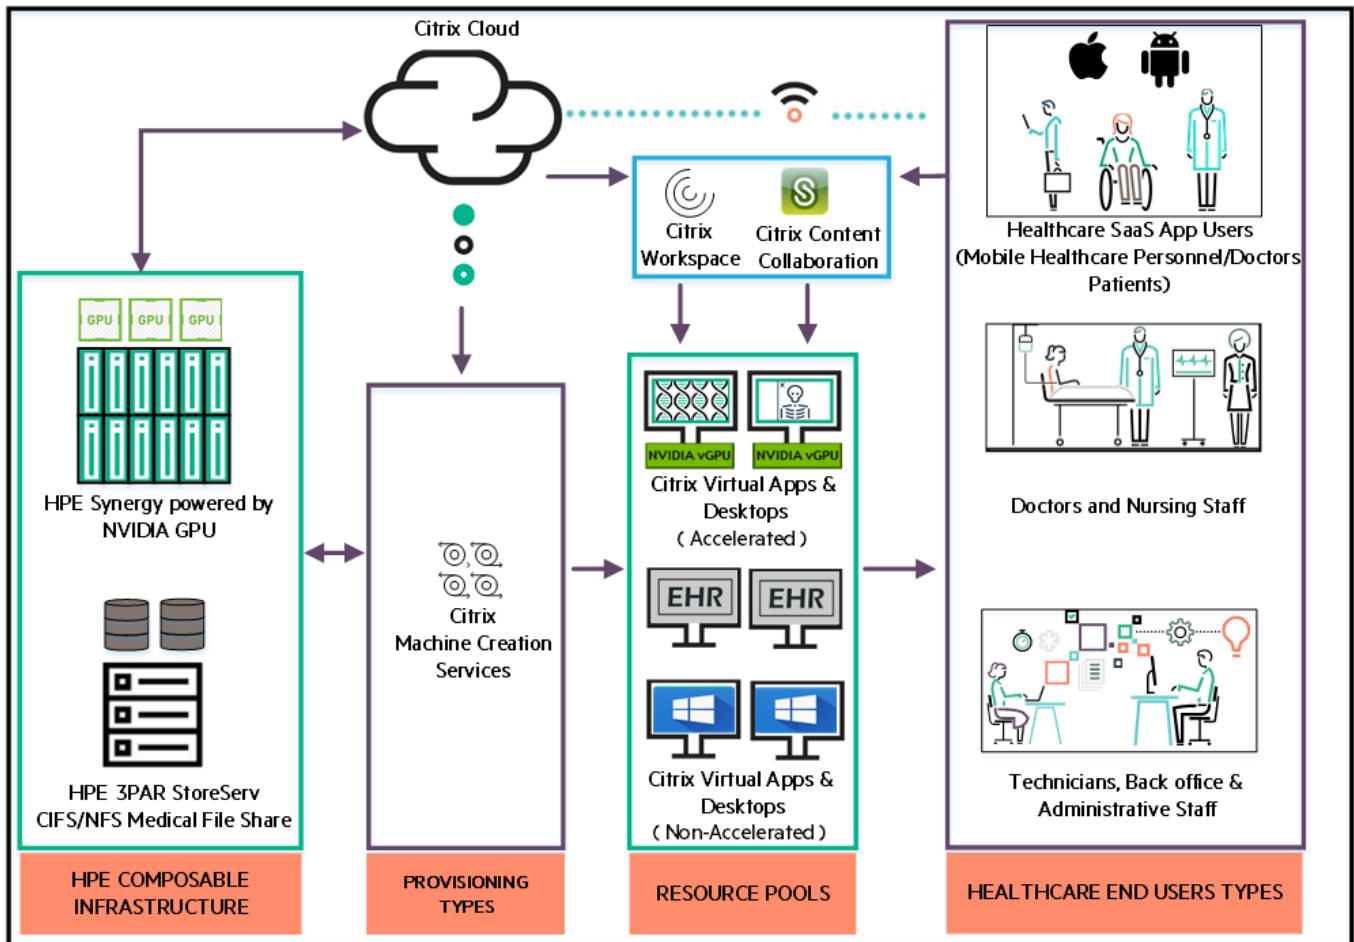 Citrix Cloud
Citrix
Workspace
Citrix Content
Collaboration
Healthcare SaaS App Users
(Mobile Healthcare Personnel/Doctors
Patients)
GPU GPU GPU
HPE Synergy powered by
NVIDIA GPU
HPE 3PAR StoreServ
CIFS/NFS Medical File Share
Citrix
Machine Creation
Services
NVIDIA vGPU NVIDIA vGPU
Citrix Virtual Apps &
Desktops
( Accelerated )
EHR EHR
Citrix Virtual Apps &
Desktops
( Non-Accelerated )
Doctors and Nursing Staff
Technicians, Back office &
Administrative Staff
HPE COMPOSABLE
INFRASTRUCTURE
PROVISIONING
TYPES
RESOURCE POOLS
HEALTHCARE END USERS TYPES